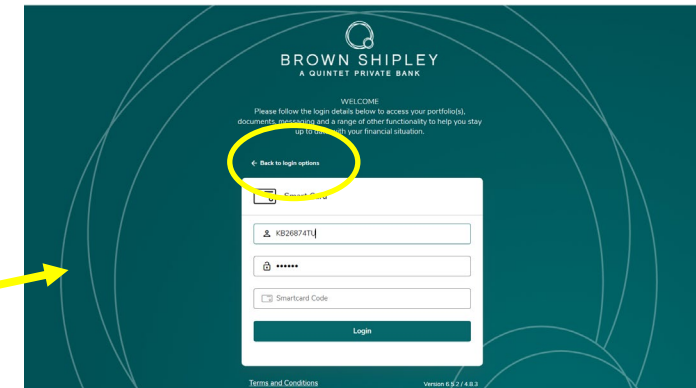 BROWN SHIPLEY
A QUINTET PRIVATE BANK
WELCOME
Please follow the login details below to access your portfolio(s),
documents, messaging and a range of other functionality to help you stay
up to date with your financial situation.
← Back to login options
Smart Card
KB26874TU
••••••
Smartcard Code
Login
Terms and Conditions
Version 6.5.2 / 4.8.3